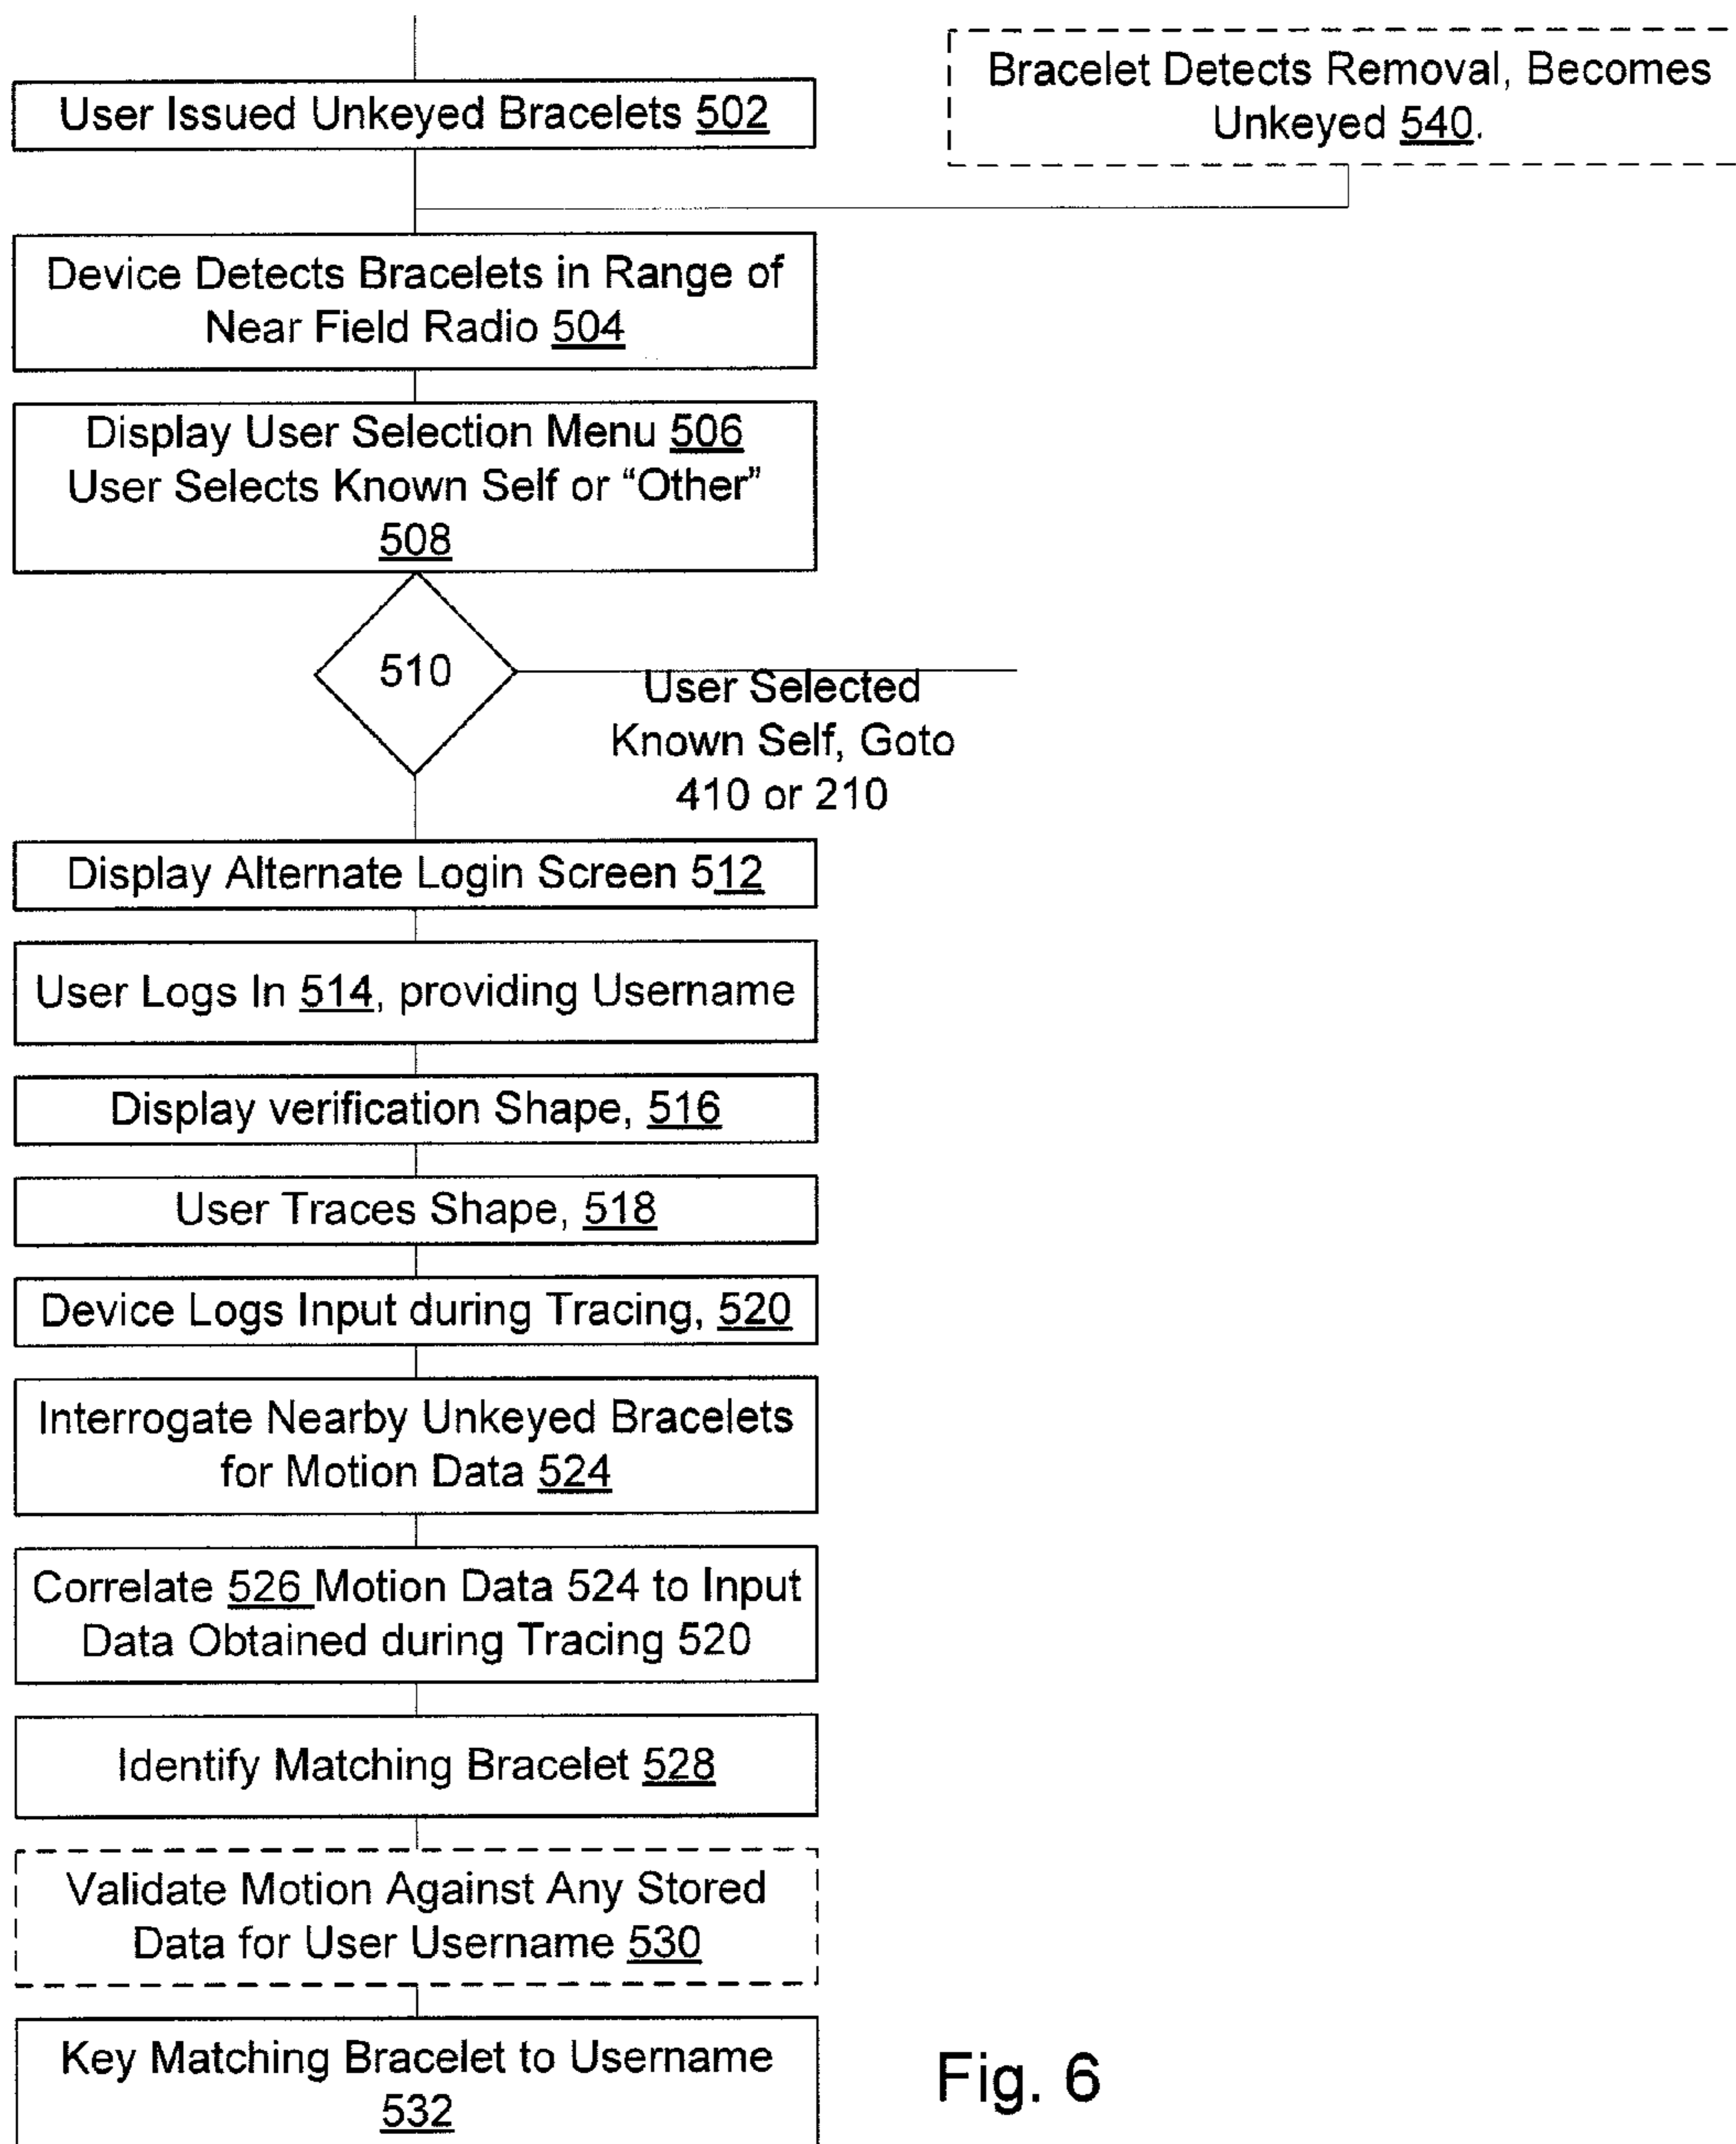 User Issued Unkeyed Bracelets 502
Bracelet Detects Removal, Becomes
Unkeyed 540.
Device Detects Bracelets in Range of
Near Field Radio 504
Display User Selection Menu 506
User Selects Known Self or “Other”
508
510
User Selected
Known Self, Goto
410 or 210
Display Alternate Login Screen 512
User Logs In 514, providing Username
Display verification Shape, 516
User Traces Shape, 518
Device Logs Input during Tracing, 520
Interrogate Nearby Unkeyed Bracelets
for Motion Data 524
Correlate 526 Motion Data 524 to Input
Data Obtained during Tracing 520
Identify Matching Bracelet 528
Validate Motion Against Any Stored
Data for User Username 530
Key Matching Bracelet to Username
532
Fig. 6